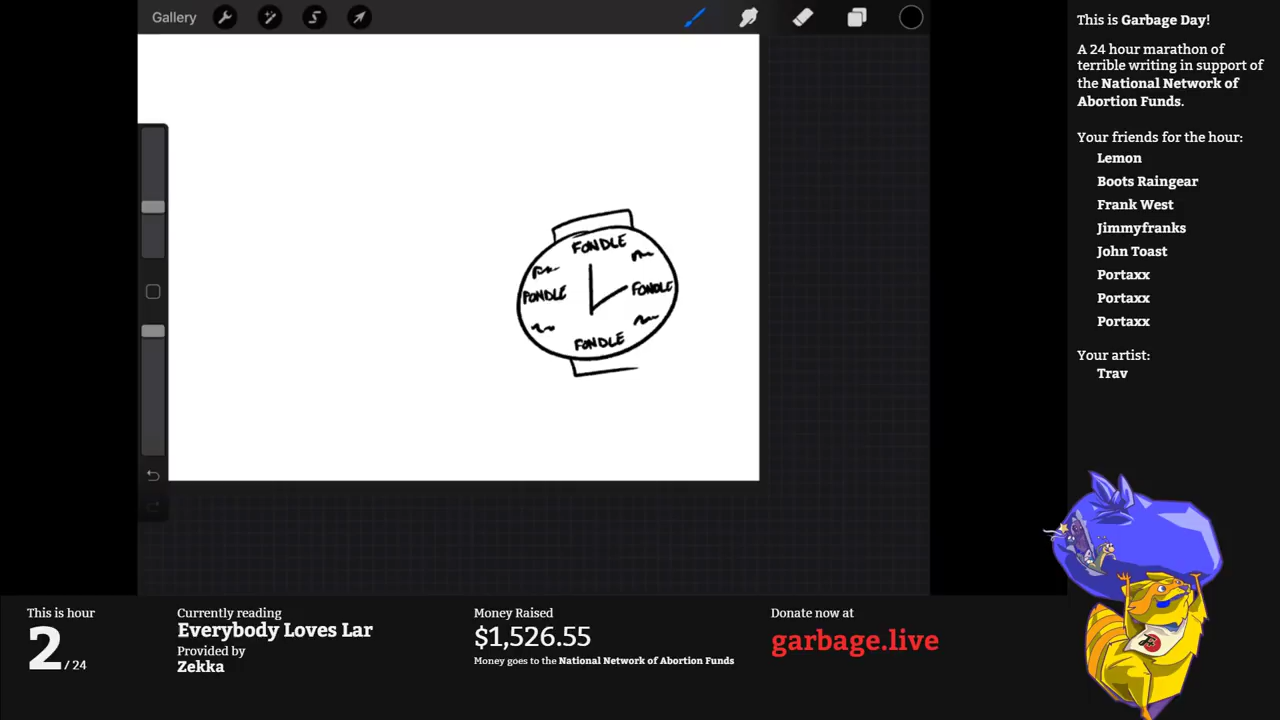 Gallery
FONDLE
FONDLE
FONDLE
FONDLE
This is Garbage Day!
A 24 hour marathon of
terrible writing in support of
the National Network of
Abortion Funds.
Your friends for the hour:
Lemon
Boots Raingear
Frank West
Jimmyfranks
John Toast
Portaxx
Portaxx
Portaxx
Your artist:
Trav
This is hour
2 / 24
Currently reading
Everybody Loves Lar
Provided by
Zekka
Money Raised
$1,526.55
Money goes to the National Network of Abortion Funds
Donate now at
garbage.live